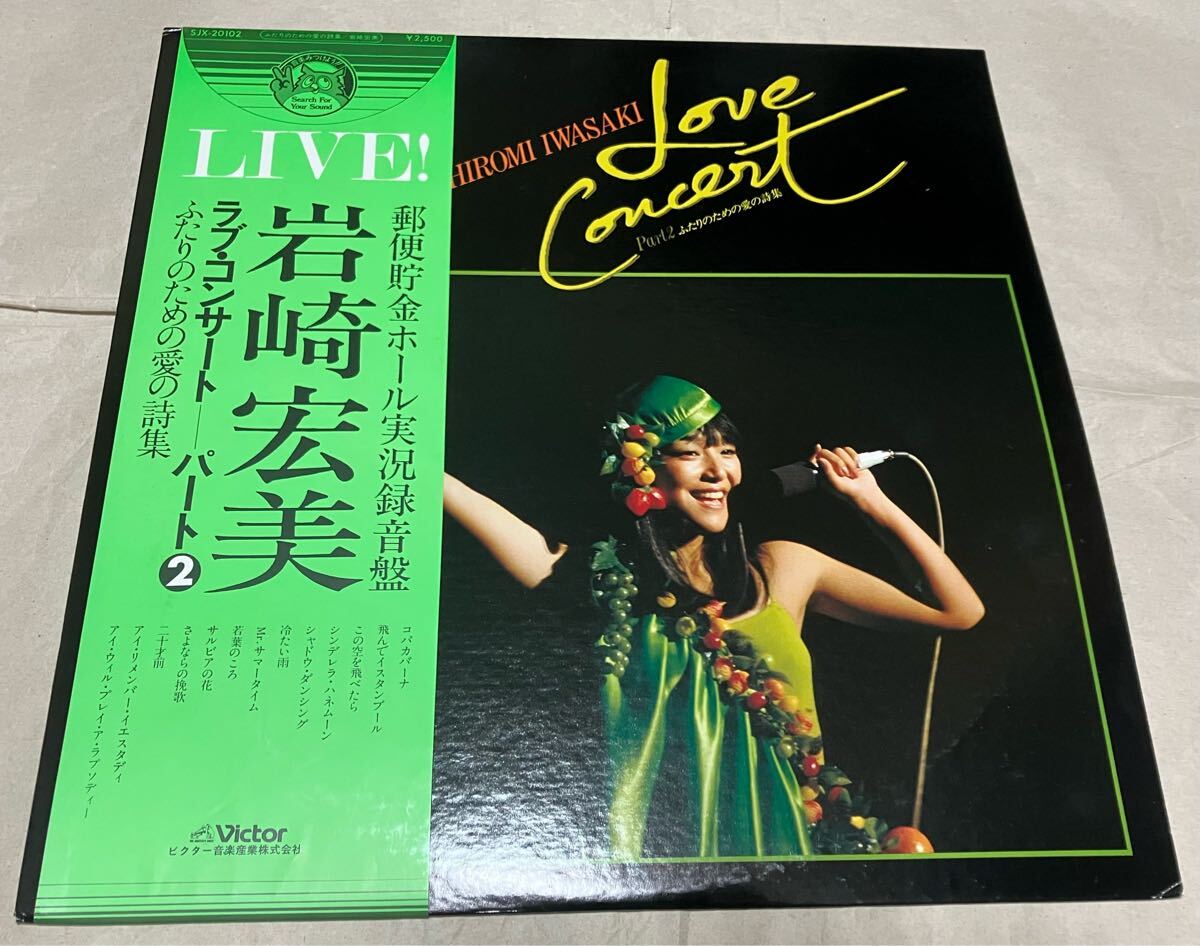 SJX-20102
ふたりのための愛の詩集/岩崎宏美
¥2,500
Search For
Your Sound
LIVE!
郵便貯金ホール実況録音盤
岩崎宏美
ラブ・コンサート―パート2
ふたりのための愛の詩集
コパカバーナ
飛んでイスタンブール
この空を飛べたら
シンデレラ・ハネムーン
シャドウ・ダンシング
冷たい雨
Mr.サマータイム
若葉のころ
サルビアの花
さよならの挽歌
二十才前
アイ・リメンバー・イエスタディ
アイ・ウィル・プレイ・ア・ラブソディー
Victor
ビクター音楽産業株式会社
HIROMI IWASAKI
Love
Concert
Part2 ふたりのための愛の詩集